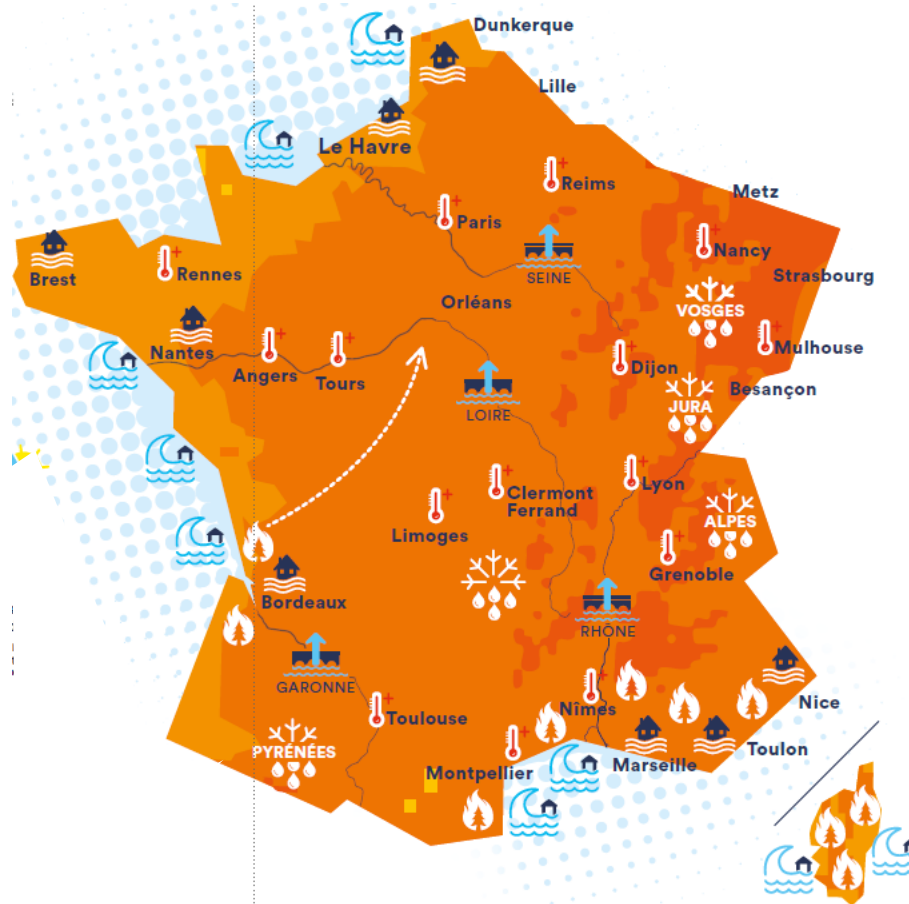 Dunkerque
Lille
Le Havre
Reims
Metz
Paris
Nancy
Brest
Rennes
SEINE
Strasbourg
Orléans
VOSGES
Nantes
Angers
Tours
Dijon
Mulhouse
LOIRE
JURA
Besançon
Clermont
Ferrand
Lyon
Limoges
ALPES
Grenoble
Bordeaux
RHÔNE
GARONNE
Nîmes
Nice
Toulouse
PYRÉNÉES
Toulon
Montpellier
Marseille